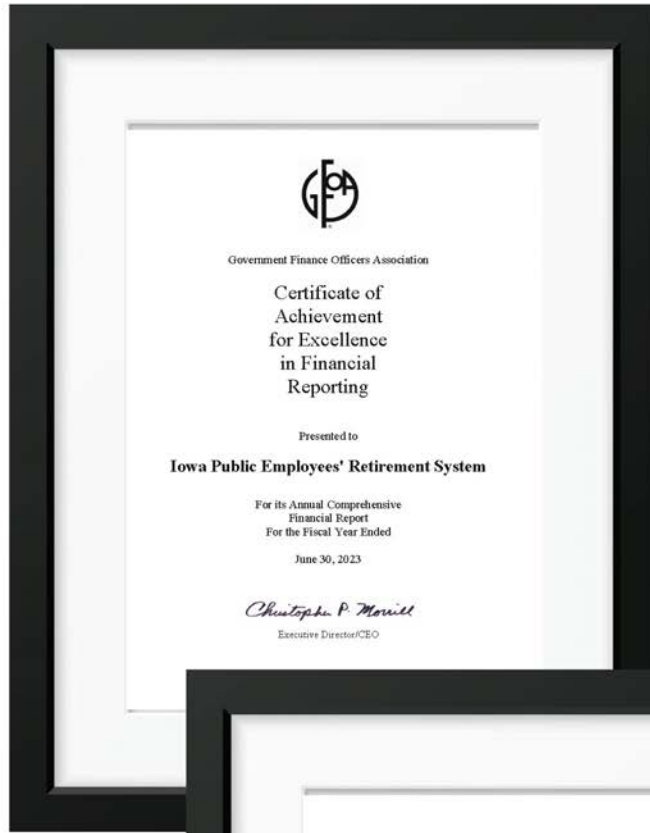 GFOA
Government Finance Officers Association
Certificate of
Achievement
for Excellence
in Financial
Reporting
Presented to
Iowa Public Employees' Retirement System
For its Annual Comprehensive
Financial Report
For the Fiscal Year Ended
June 30, 2023
Christopher P. Morrill
Executive Director/CEO